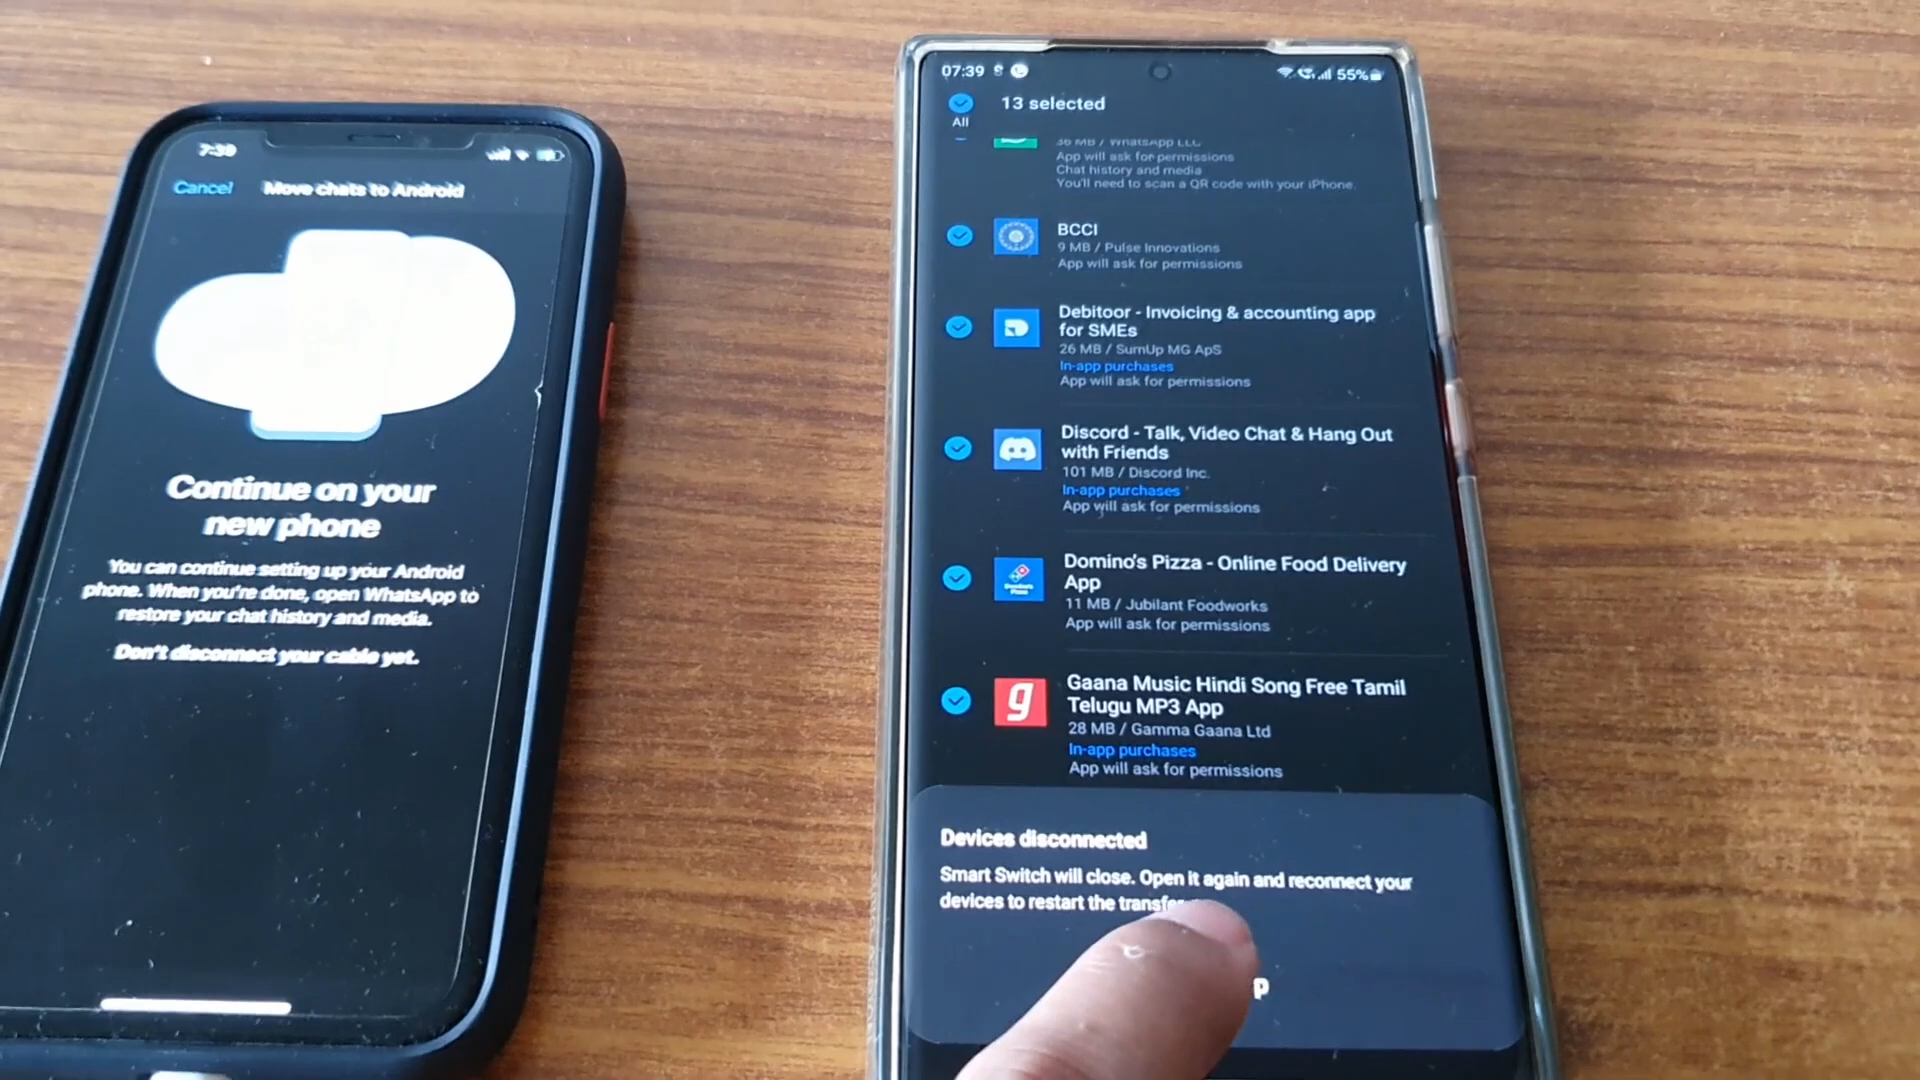 7:39
Cancel Move chats to Android
Continue on your
new phone
You can continue setting up your Android
phone. When you're done, open WhatsApp to
restore your chat history and media.
Don't disconnect your cable yet.
07:39 55%
13 selected
All
36 MB / WhatsApp LLC
App will ask for permissions
Chat history and media
You'll need to scan a QR code with your iPhone.
BCCI
9 MB / Pulse Innovations
App will ask for permissions
Debitoor - Invoicing & accounting app
for SMEs
26 MB / SumUp MG ApS
In-app purchases
App will ask for permissions
Discord - Talk, Video Chat & Hang Out
with Friends
101 MB / Discord Inc.
In-app purchases
App will ask for permissions
Domino's Pizza - Online Food Delivery
App
11 MB / Jubilant Foodworks
App will ask for permissions
g
Gaana Music Hindi Song Free Tamil
Telugu MP3 App
28 MB / Gamma Gaana Ltd
In-app purchases
App will ask for permissions
Devices disconnected
Smart Switch will close. Open it again and reconnect your
devices to restart the